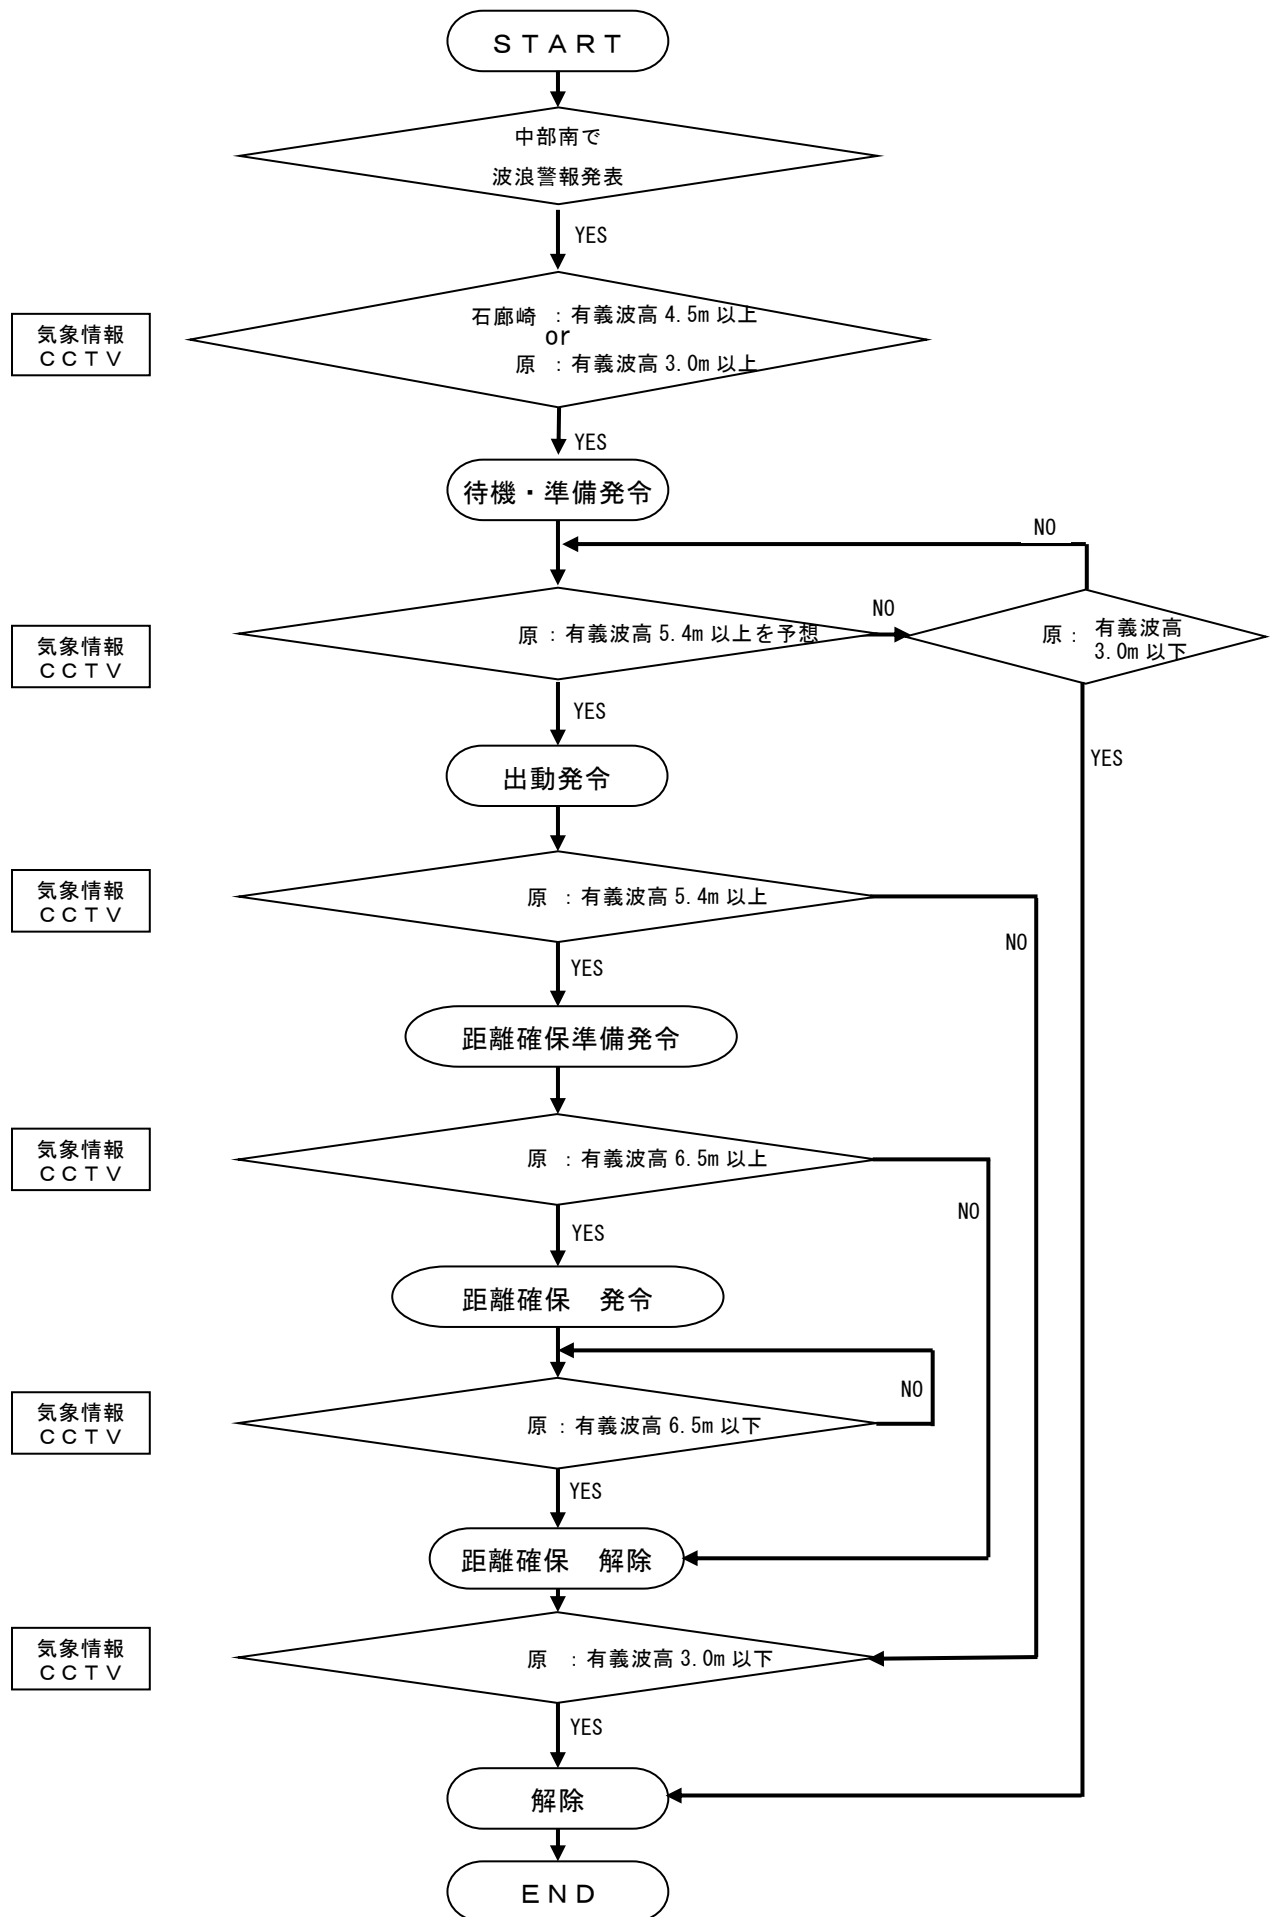 ＳＴＡＲＴ
中部南で
波浪警報発表
YES
気象情報
ＣＣＴＶ
石廊崎 ：有義波高 4.5m 以上
or
原 ：有義波高 3.0m 以上
YES
待機・準備発令
NO
気象情報
ＣＣＴＶ
原：有義波高 5.4m 以上を予想
NO
原： 有義波高
3.0m 以下
YES
YES
出動発令
気象情報
ＣＣＴＶ
原 ：有義波高 5.4m 以上
NO
YES
距離確保準備発令
気象情報
ＣＣＴＶ
原 ：有義波高 6.5m 以上
NO
YES
距離確保　発令
NO
気象情報
ＣＣＴＶ
原 ：有義波高 6.5m 以下
YES
距離確保　解除
気象情報
ＣＣＴＶ
原 ：有義波高 3.0m 以下
YES
解除
ＥＮＤ